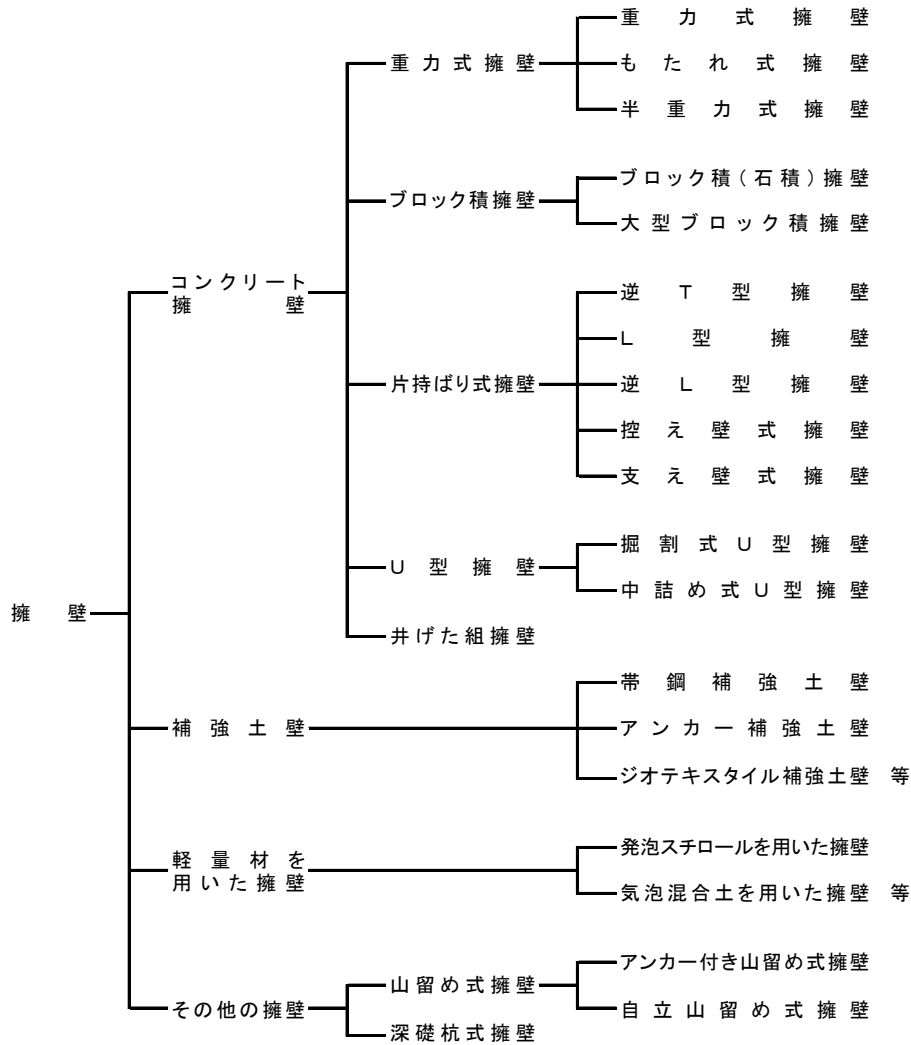 重力式擁壁
重力式擁壁
もたれ式擁壁
半重力式擁壁
ブロック積擁壁
ブロック積(石積)擁壁
大型ブロック積擁壁
コンクリート
擁壁
逆T型擁壁
L型擁壁
片持ばり式擁壁
逆L型擁壁
控え壁式擁壁
支え壁式擁壁
U型擁壁
掘割式U型擁壁
中詰め式U型擁壁
擁壁
井げた組擁壁
補強土壁
帯鋼補強土壁
アンカー補強土壁
ジオテキスタイル補強土壁 等
軽量材を
用いた擁壁
発泡スチロールを用いた擁壁
気泡混合土を用いた擁壁 等
その他の擁壁
山留め式擁壁
アンカー付き山留め式擁壁
自立山留め式擁壁
深礎杭式擁壁